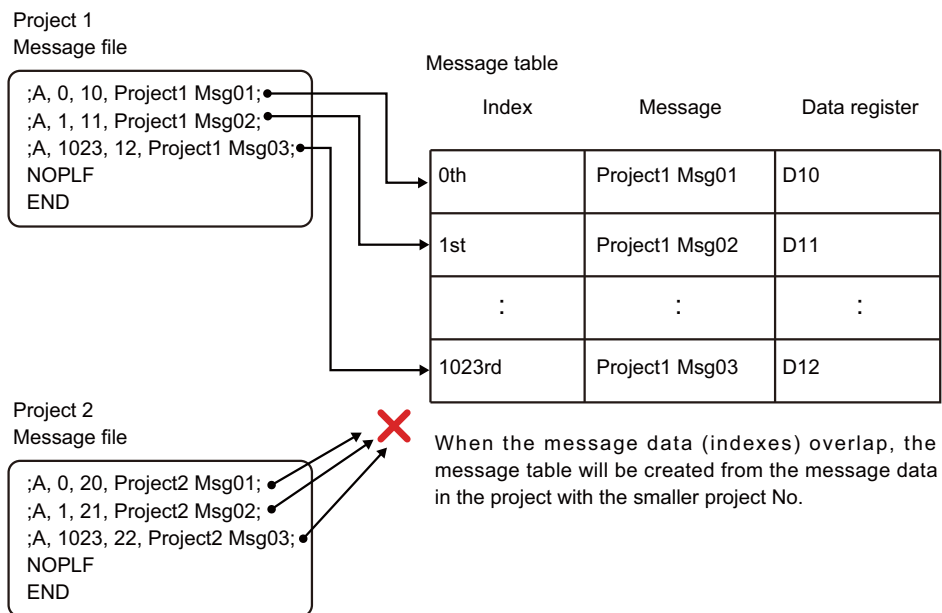 Project 1
Message file
;A, 0, 10, Project1 Msg01;
;A, 1, 11, Project1 Msg02;
;A, 1023, 12, Project1 Msg03;
NOPLF
END
Message table
Index Message Data register
0th Project1 Msg01 D10
1st Project1 Msg02 D11
: : :
1023rd Project1 Msg03 D12
Project 2
Message file
;A, 0, 20, Project2 Msg01;
;A, 1, 21, Project2 Msg02;
;A, 1023, 22, Project2 Msg03;
NOPLF
END
When the message data (indexes) overlap, the
message table will be created from the message data
in the project with the smaller project No.